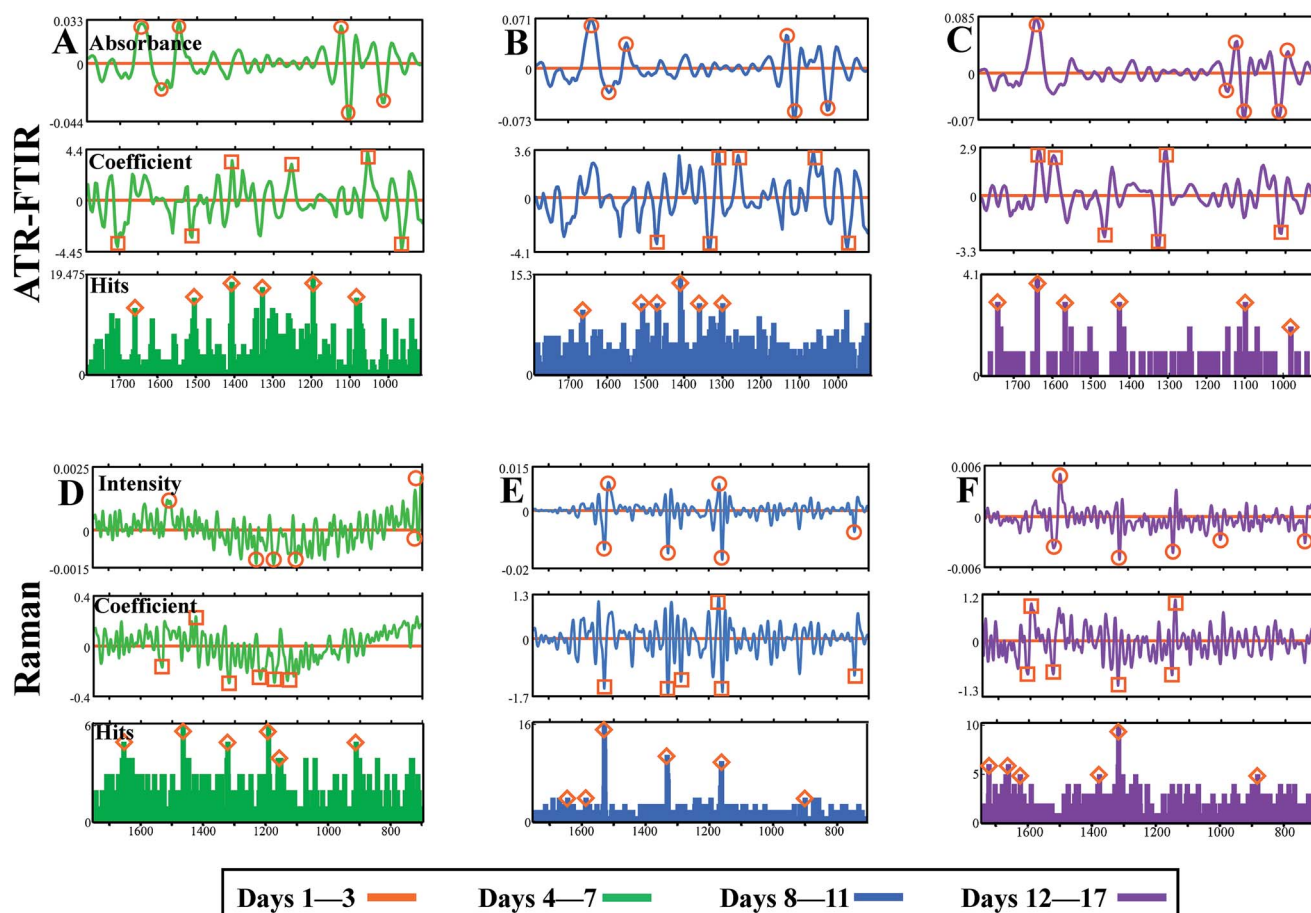 ATR-FTIR
A
Absorbance
0.033
0
-0.044
Coefficient
4.4
0
-4.45
Hits
19.475
0
1700 1600 1500 1400 1300 1200 1100 1000
B
0.071
0
-0.073
3.6
0
-4.1
15.3
0
1700 1600 1500 1400 1300 1200 1100 1000
C
0.085
0
-0.07
2.9
0
-3.3
4.1
0
1700 1600 1500 1400 1300 1200 1100 1000
Raman
D
Intensity
0.0025
0
-0.0015
Coefficient
0.4
0
-0.4
Hits
6
0
1600 1400 1200 1000 800
E
0.015
0
-0.02
1.3
0
-1.7
16
0
1600 1400 1200 1000 800
F
0.006
0
-0.006
1.2
0
-1.3
10
5
0
1600 1400 1200 1000 800
Days 1—3 Days 4—7 Days 8—11 Days 12—17